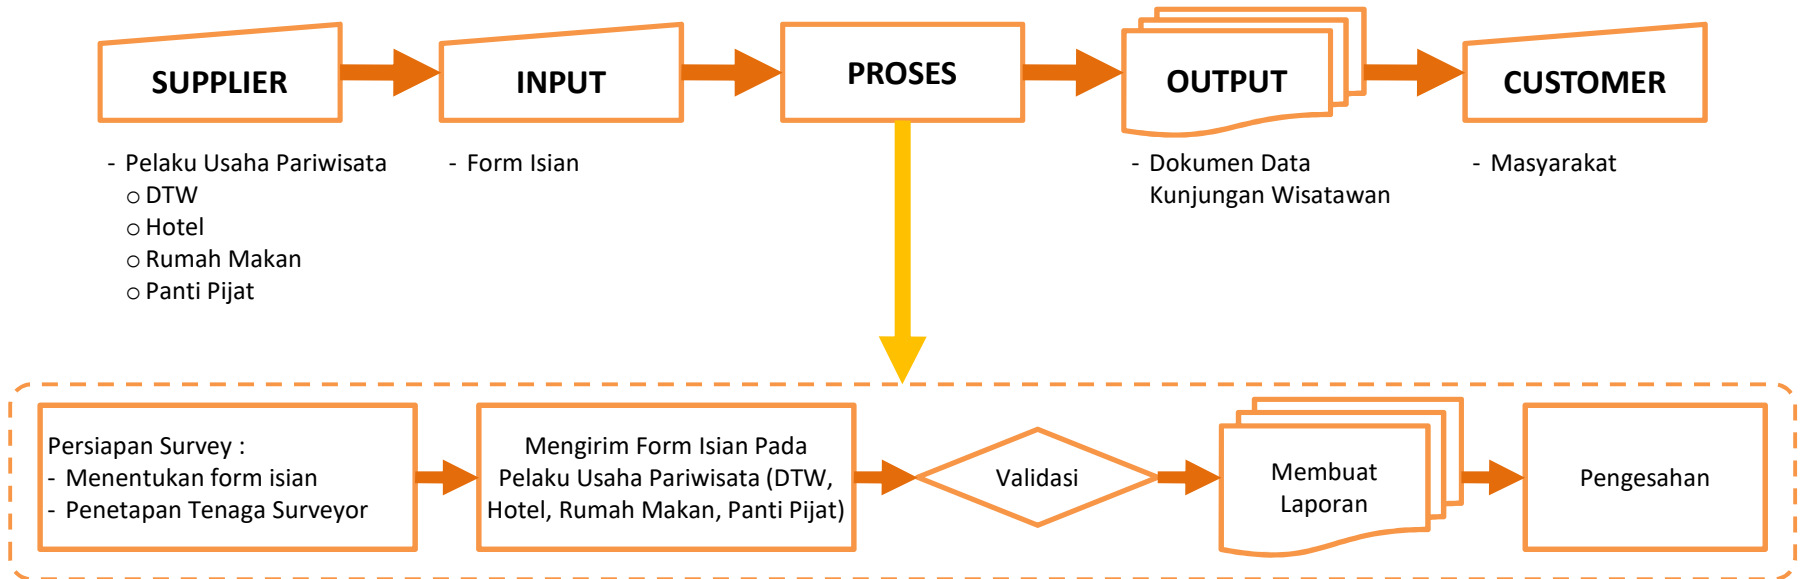 SUPPLIER
INPUT
PROSES
OUTPUT
CUSTOMER
- Pelaku Usaha Pariwisata
o DTW
o Hotel
o Rumah Makan
o Panti Pijat
- Form Isian
- Dokumen Data
Kunjungan Wisatawan
- Masyarakat
Persiapan Survey :
- Menentukan form isian
- Penetapan Tenaga Surveyor
Mengirim Form Isian Pada
Pelaku Usaha Pariwisata (DTW,
Hotel, Rumah Makan, Panti Pijat)
Validasi
Membuat
Laporan
Pengesahan